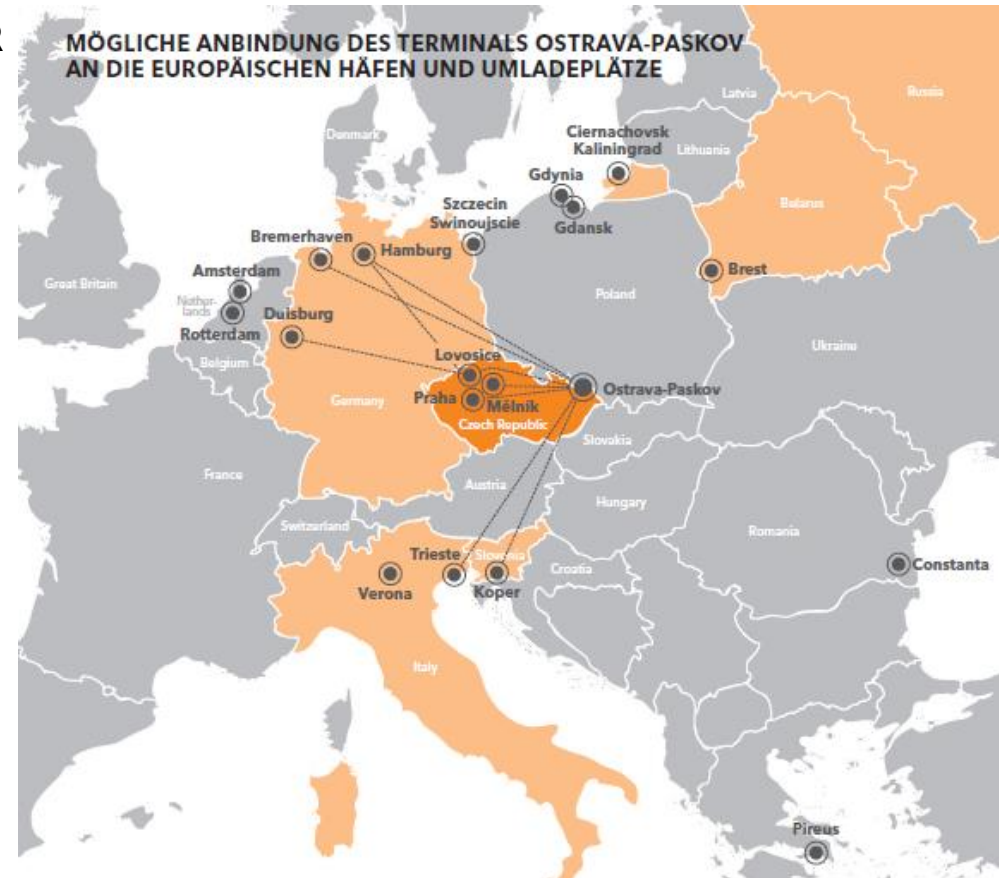 R
MÖGLICHE ANBINDUNG DES TERMINALS OSTRAVA-PASKOV
AN DIE EUROPÄISCHEN HÄFEN UND UMLADEPLÄTZE
Latvia
Russia
Denmark
Ciernachovsk
Kaliningrad
Lithuania
Gdynia
Szczecin
Swinoujscie
Gdansk
Belarus
Bremerhaven
Hamburg
Brest
Amsterdam
Great Britain
Nether-
lands
Poland
Duisburg
Rotterdam
Ukraine
Belgium
Lovosice
Ostrava-Paskov
Germany
Praha
Mělník
Czech Republic
Slovakia
France
Austria
Hungary
Switzerland
Romania
Trieste
Slovenia
Croatia
Constanta
Verona
Koper
Italy
Pireus